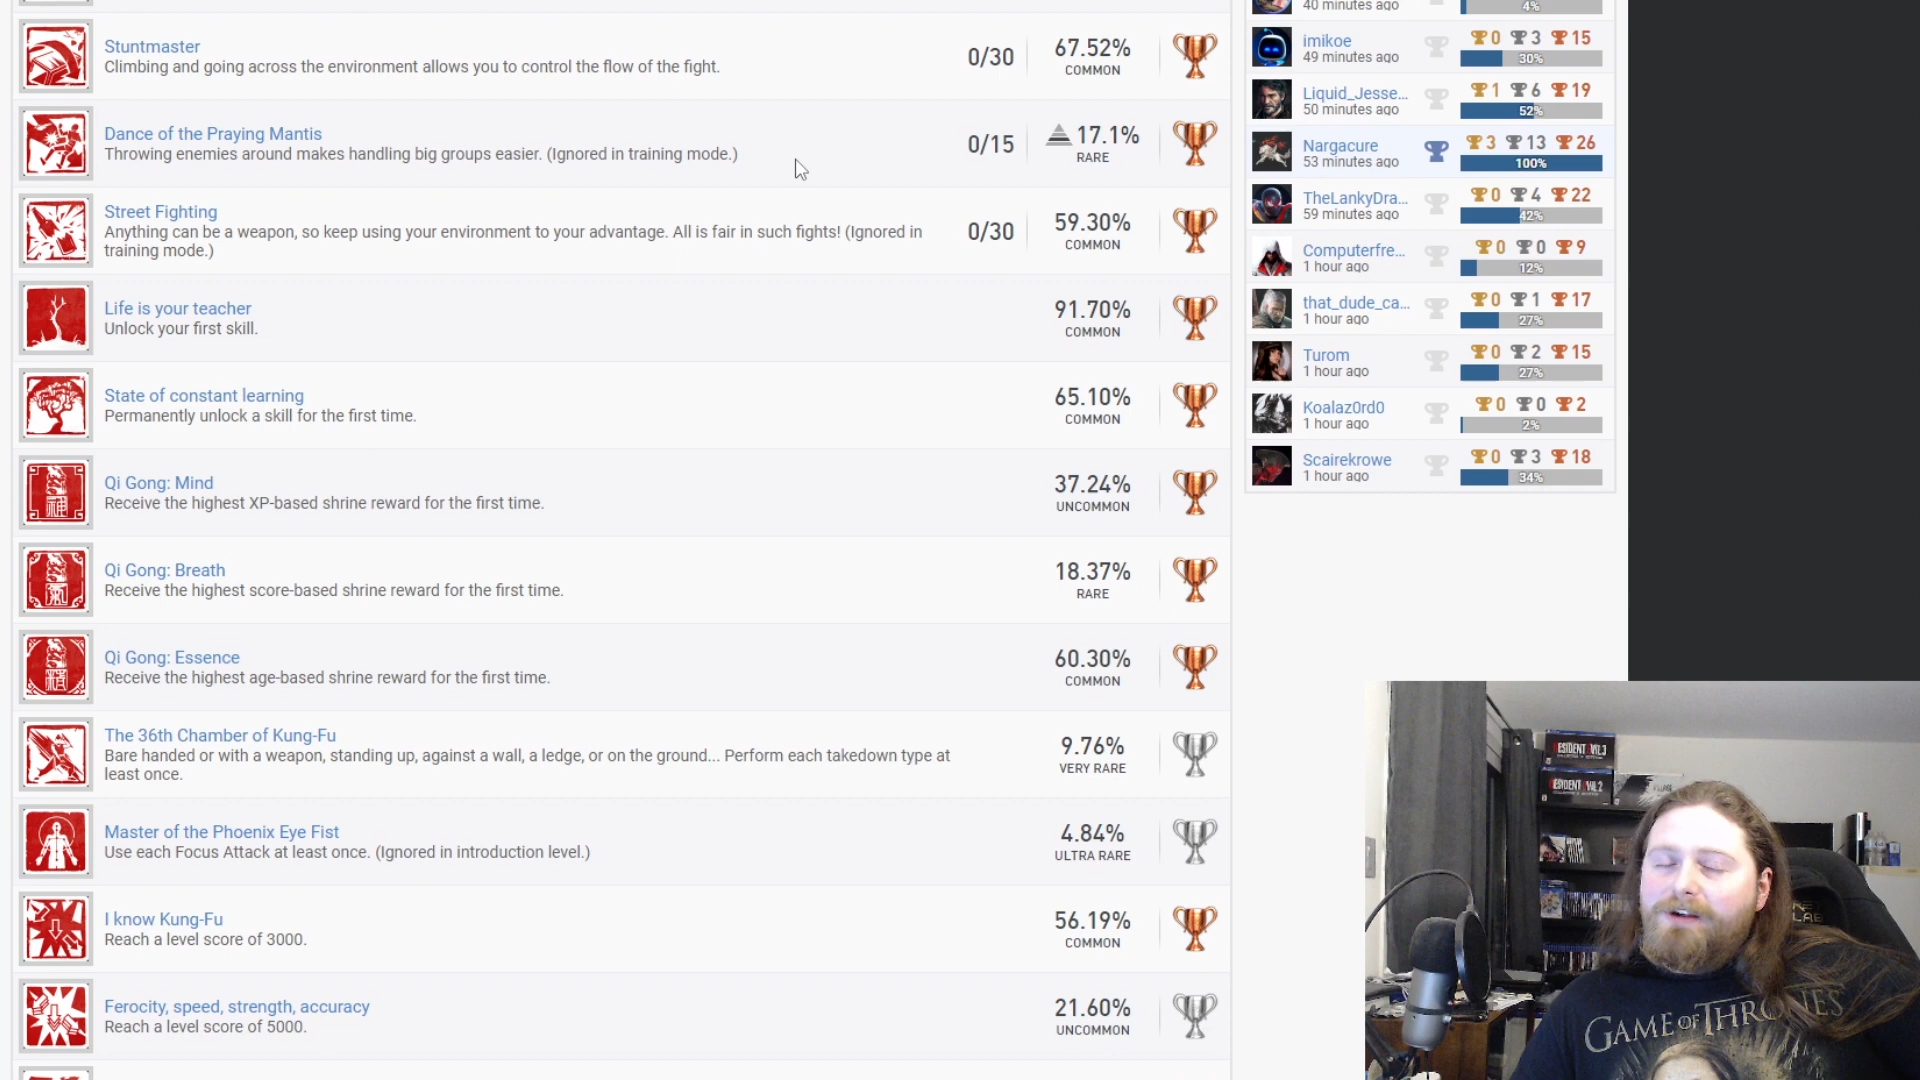 Stuntmaster
Climbing and going across the environment allows you to control the flow of the fight.
0/30
67.52%
COMMON
Dance of the Praying Mantis
Throwing enemies around makes handling big groups easier. (Ignored in training mode.)
0/15
17.1%
RARE
Street Fighting
Anything can be a weapon, so keep using your environment to your advantage. All is fair in such fights! (Ignored in
training mode.)
0/30
59.30%
COMMON
Life is your teacher
Unlock your first skill.
91.70%
COMMON
State of constant learning
Permanently unlock a skill for the first time.
65.10%
COMMON
Qi Gong: Mind
Receive the highest XP-based shrine reward for the first time.
37.24%
UNCOMMON
Qi Gong: Breath
Receive the highest score-based shrine reward for the first time.
18.37%
RARE
Qi Gong: Essence
Receive the highest age-based shrine reward for the first time.
60.30%
COMMON
The 36th Chamber of Kung-Fu
Bare handed or with a weapon, standing up, against a wall, a ledge, or on the ground... Perform each takedown type at
least once.
9.76%
VERY RARE
Master of the Phoenix Eye Fist
Use each Focus Attack at least once. (Ignored in introduction level.)
4.84%
ULTRA RARE
I know Kung-Fu
Reach a level score of 3000.
56.19%
COMMON
Ferocity, speed, strength, accuracy
Reach a level score of 5000.
21.60%
UNCOMMON
40 minutes ago
4%
imikoe
49 minutes ago
0 3 15
30%
Liquid_Jesse...
50 minutes ago
1 6 19
52%
Nargacure
53 minutes ago
3 13 26
100%
TheLankyDra...
59 minutes ago
0 4 22
42%
Computerfre...
1 hour ago
0 0 9
12%
that_dude_ca...
1 hour ago
0 1 17
27%
Turom
1 hour ago
0 2 15
27%
Koalaz0rd0
1 hour ago
0 0 2
2%
Scairekrowe
1 hour ago
0 3 18
34%
RESIDENT EVIL 3
RESIDENT EVIL 2
GAME OF THRONES